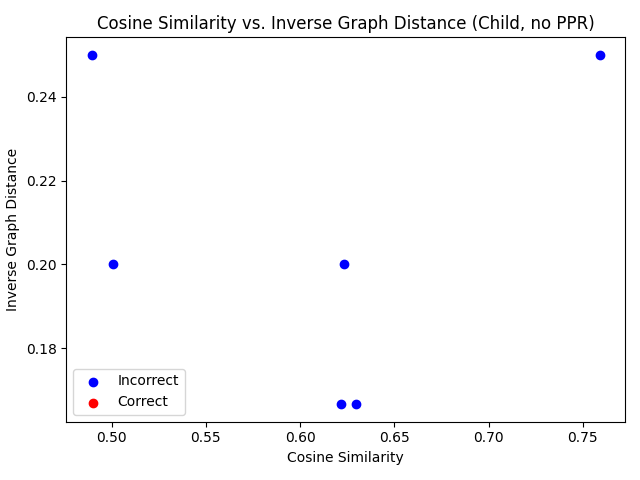 Cosine Similarity vs. Inverse Graph Distance (Child, no PPR)
Inverse Graph Distance
0.24
0.22
0.20
0.18
Incorrect
Correct
0.50 0.55 0.60 0.65 0.70 0.75
Cosine Similarity